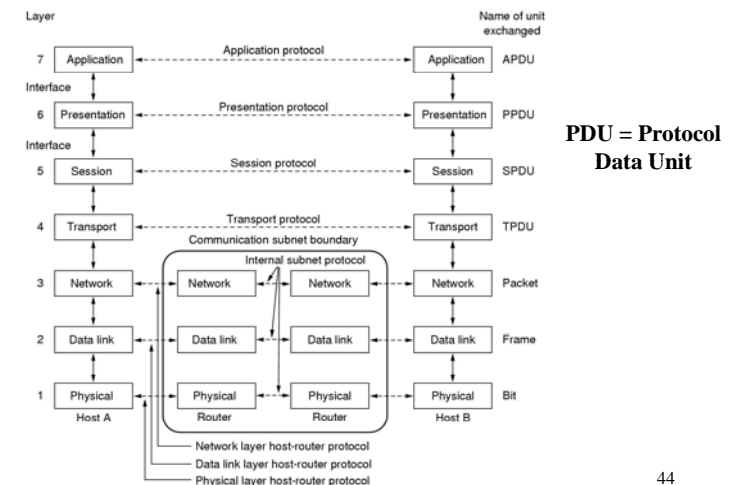 Layer
Name of unit
exchanged
7 Application Application protocol Application APDU
Interface
6 Presentation Presentation protocol Presentation PPDU
Interface
5 Session Session protocol Session SPDU
4 Transport Transport protocol Transport TPDU
Communication subnet boundary
Internal subnet protocol
3 Network Network Network Network Packet
2 Data link Data link Data link Data link Frame
1 Physical Physical Physical Physical Bit
Host A Router Router Host B
Network layer host-router protocol
Data link layer host-router protocol
Physical layer host-router protocol
PDU = Protocol
Data Unit
44